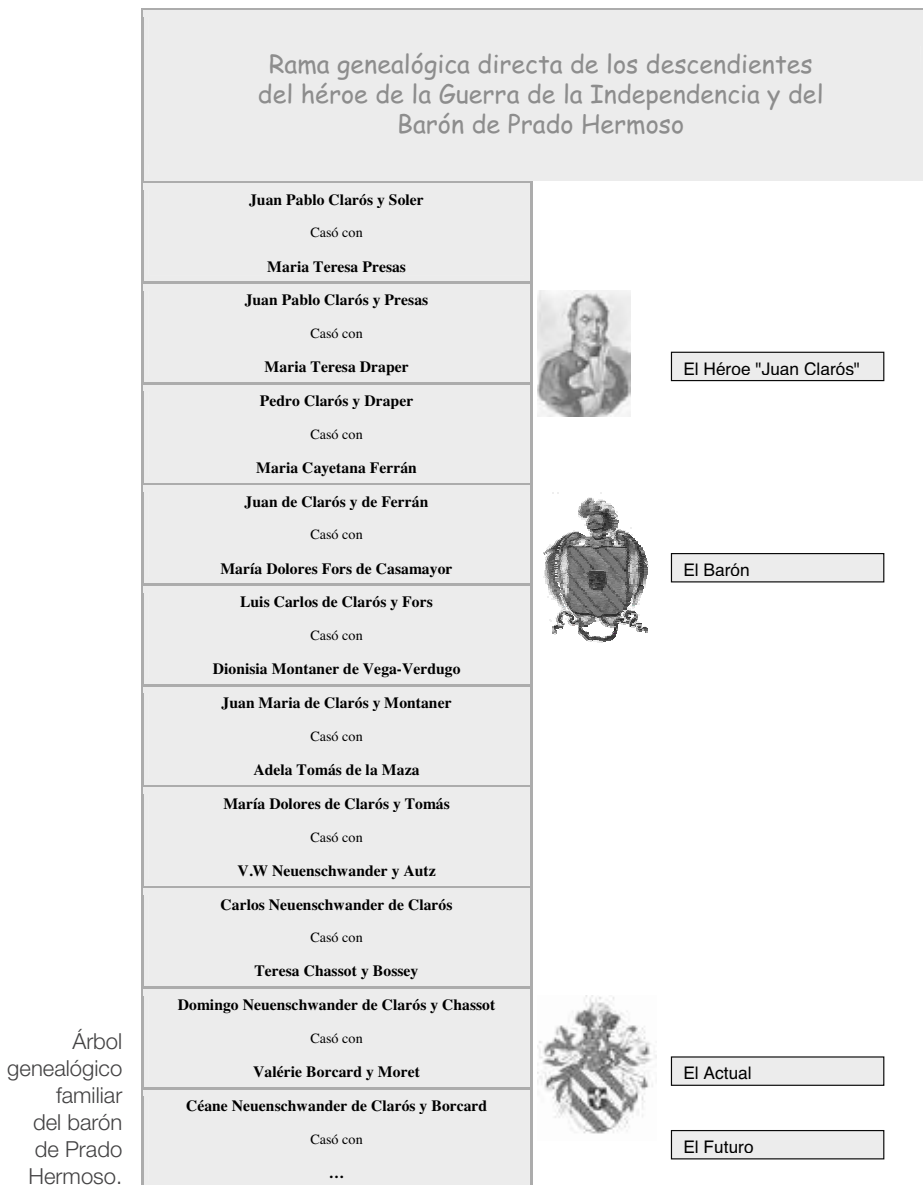 Rama genealógica directa de los descendientes
del héroe de la Guerra de la Independencia y del
Barón de Prado Hermoso
Juan Pablo Clarós y Soler
Casó con
Maria Teresa Presas
Juan Pablo Clarós y Presas
Casó con
Maria Teresa Draper
El Héroe "Juan Clarós"
Pedro Clarós y Draper
Casó con
Maria Cayetana Ferrán
Juan de Clarós y de Ferrán
Casó con
María Dolores Fors de Casamayor
El Barón
Luis Carlos de Clarós y Fors
Casó con
Dionisia Montaner de Vega-Verdugo
Juan Maria de Clarós y Montaner
Casó con
Adela Tomás de la Maza
María Dolores de Clarós y Tomás
Casó con
V.W Neuenschwander y Autz
Carlos Neuenschwander de Clarós
Casó con
Teresa Chassot y Bossey
Domingo Neuenschwander de Clarós y Chassot
Casó con
Valérie Borcard y Moret
El Actual
Céane Neuenschwander de Clarós y Borcard
Casó con
...
El Futuro
Árbol
genealógico
familiar
del barón
de Prado
Hermoso.